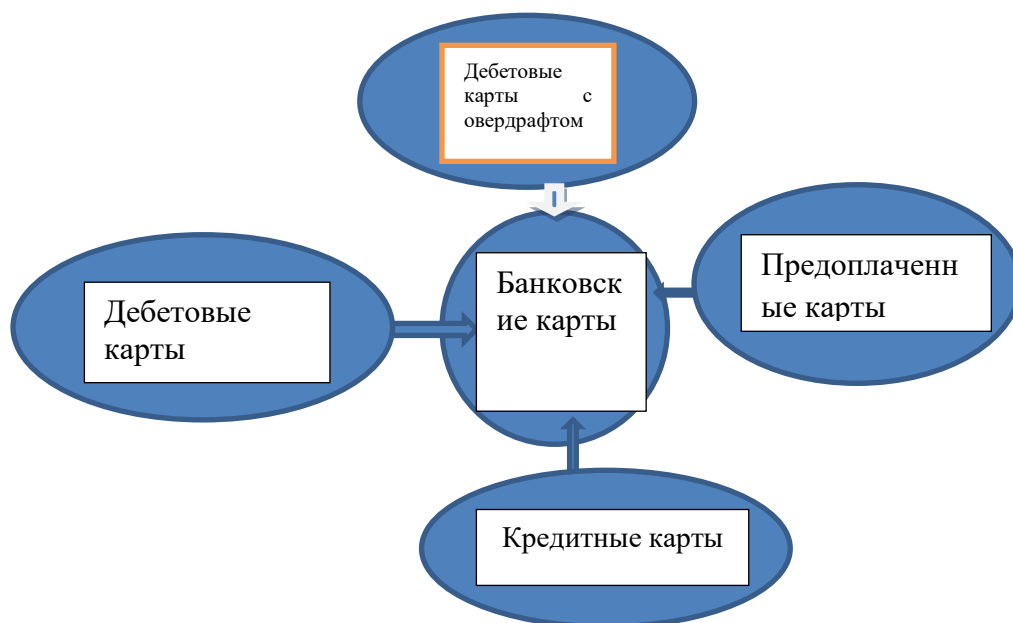 Дебетовые
карты с
овердрафтом
Предоплаченн
ые карты
Банковск
ие карты
Дебетовые
карты
Кредитные карты